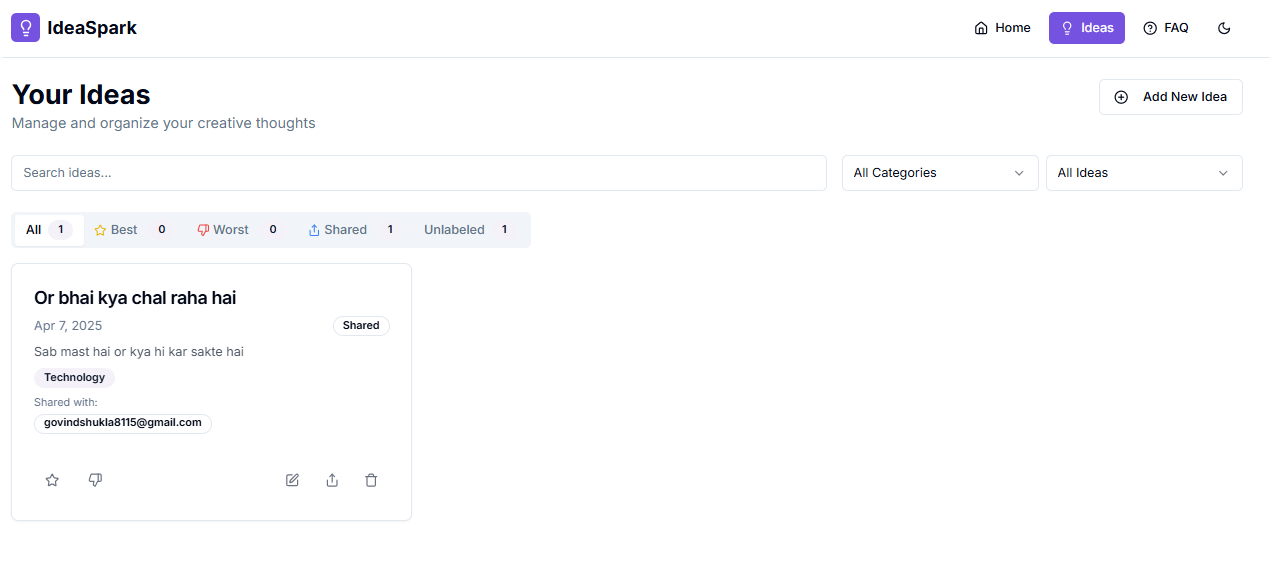 IdeaSpark
Home Ideas FAQ
Your Ideas
Add New Idea
Manage and organize your creative thoughts
Search ideas... All Categories All Ideas
All 1 Best 0 Worst 0 Shared 1 Unlabeled 1
Or bhai kya chal raha hai
Apr 7, 2025 Shared
Sab mast hai or kya hi kar sakte hai
Technology
Shared with:
govindshukla8115@gmail.com